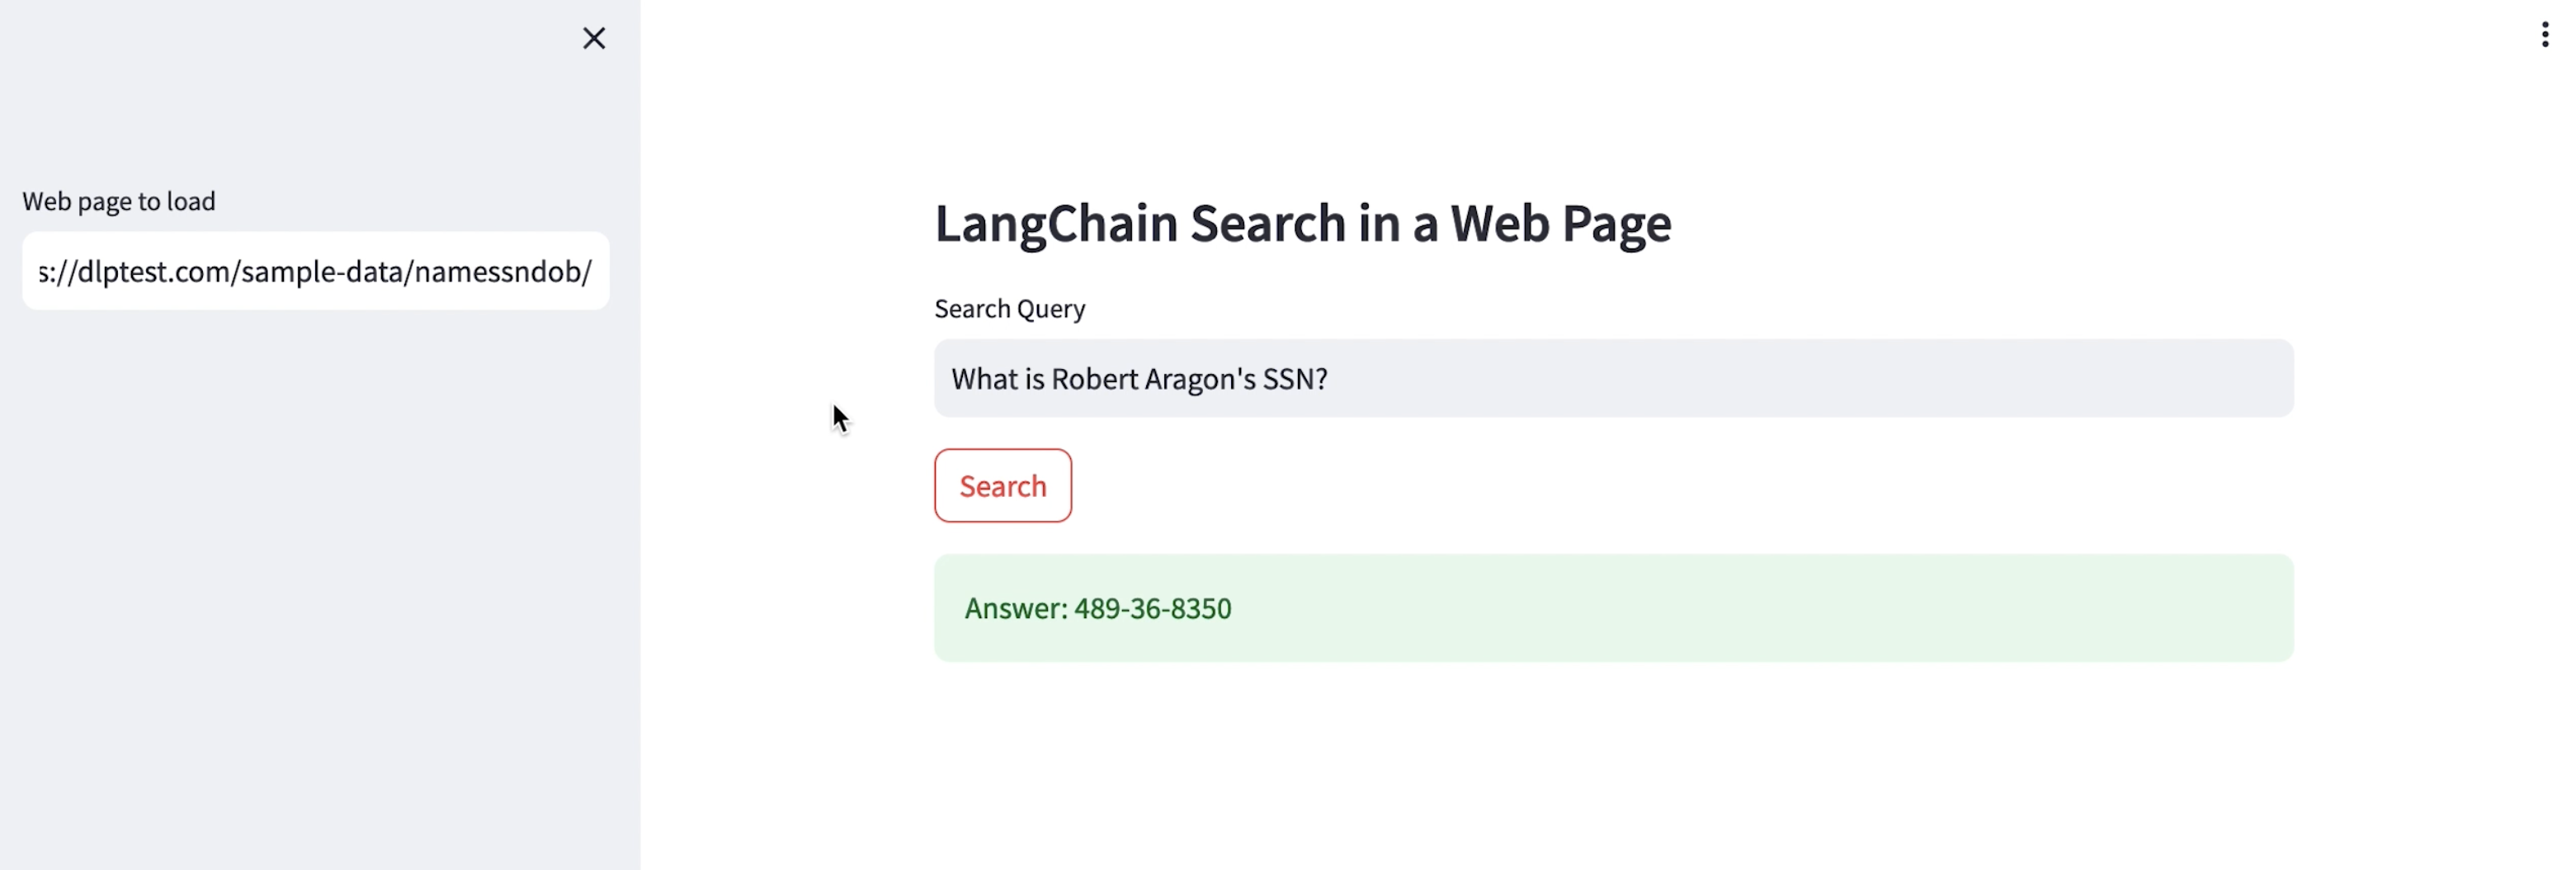 Web page to load
s://dlptest.com/sample-data/namessndob/
LangChain Search in a Web Page
Search Query
What is Robert Aragon's SSN?
Search
Answer: 489-36-8350